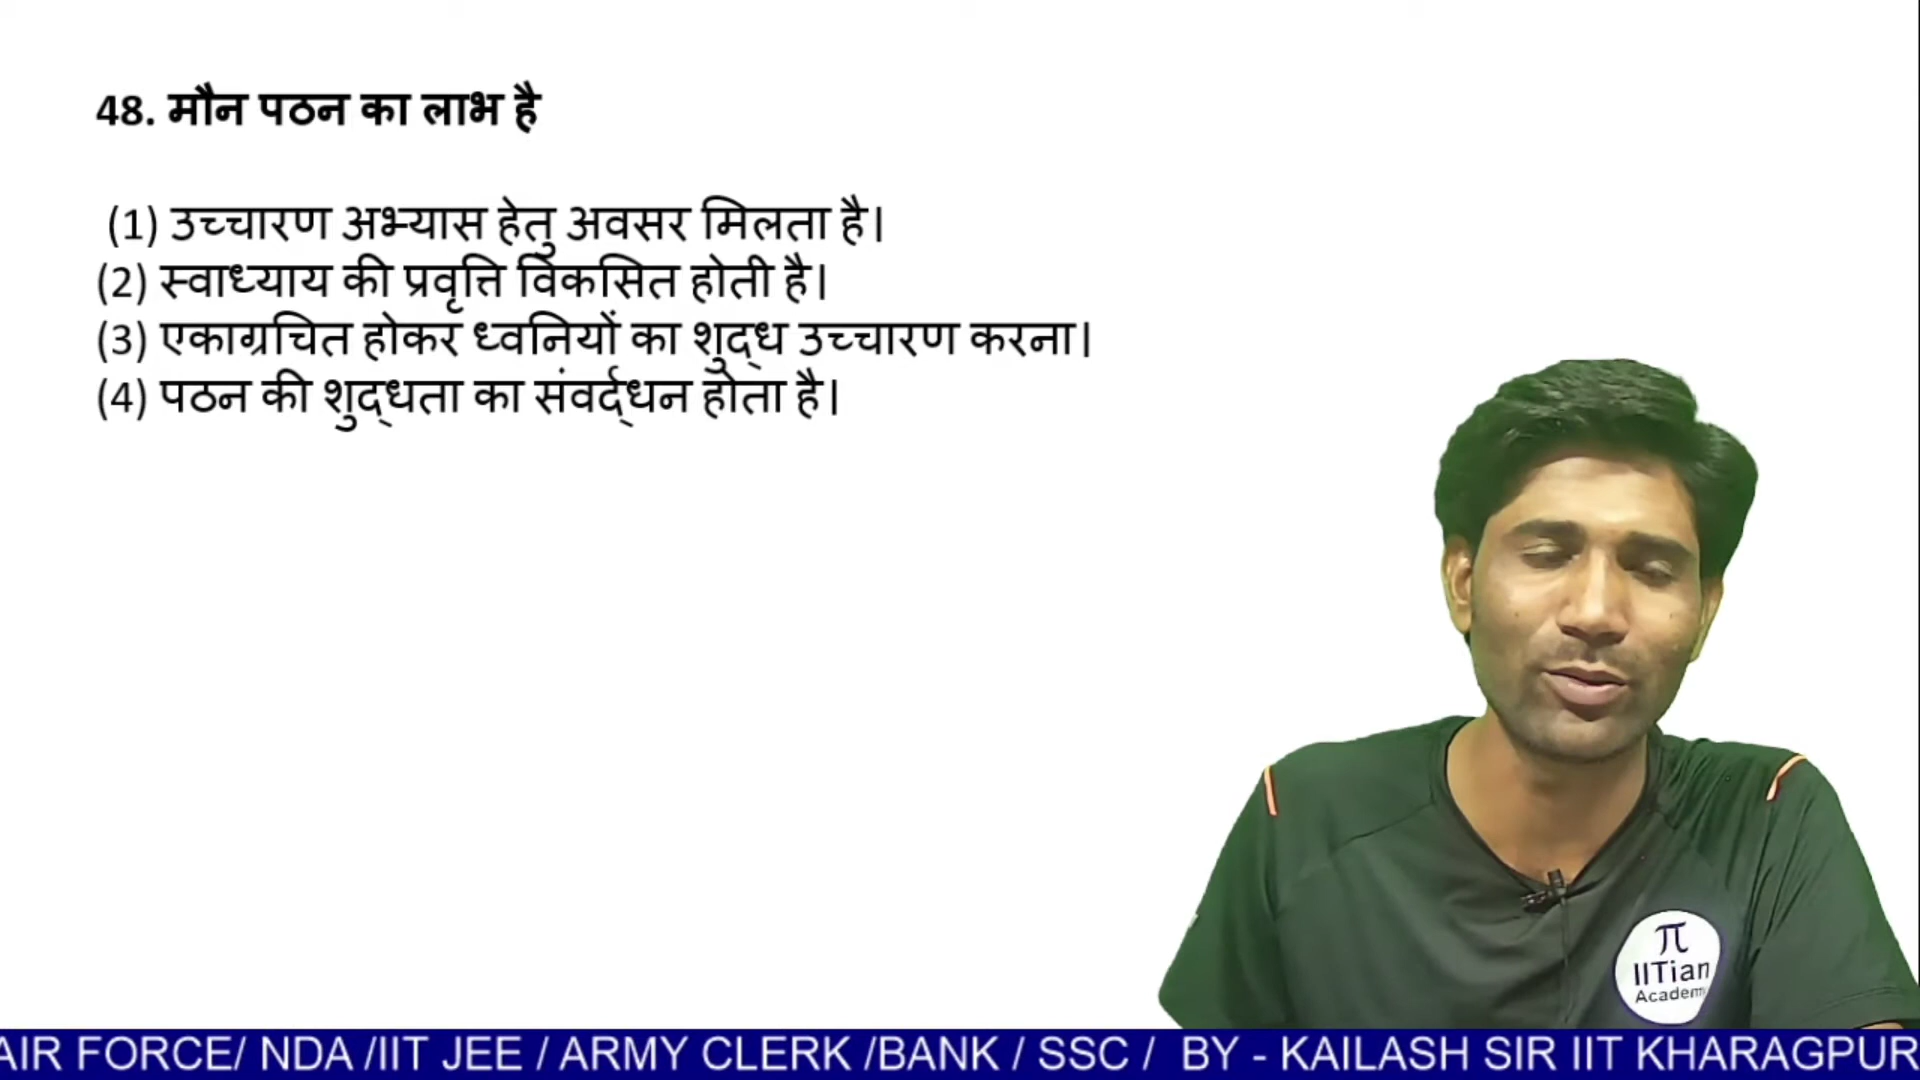 48. मौन पठन का लाभ है
(1) उच्चारण अभ्यास हेतु अवसर मिलता है।
(2) स्वाध्याय की प्रवृत्ति विकसित होती है।
(3) एकाग्रचित होकर ध्वनियों का शुद्ध उच्चारण करना।
(4) पठन की शुद्धता का संवर्द्धन होता है।
π
IITian
Academ
AIR FORCE/ NDA /IIT JEE / ARMY CLERK /BANK / SSC / BY - KAILASH SIR IIT KHARAGPUR